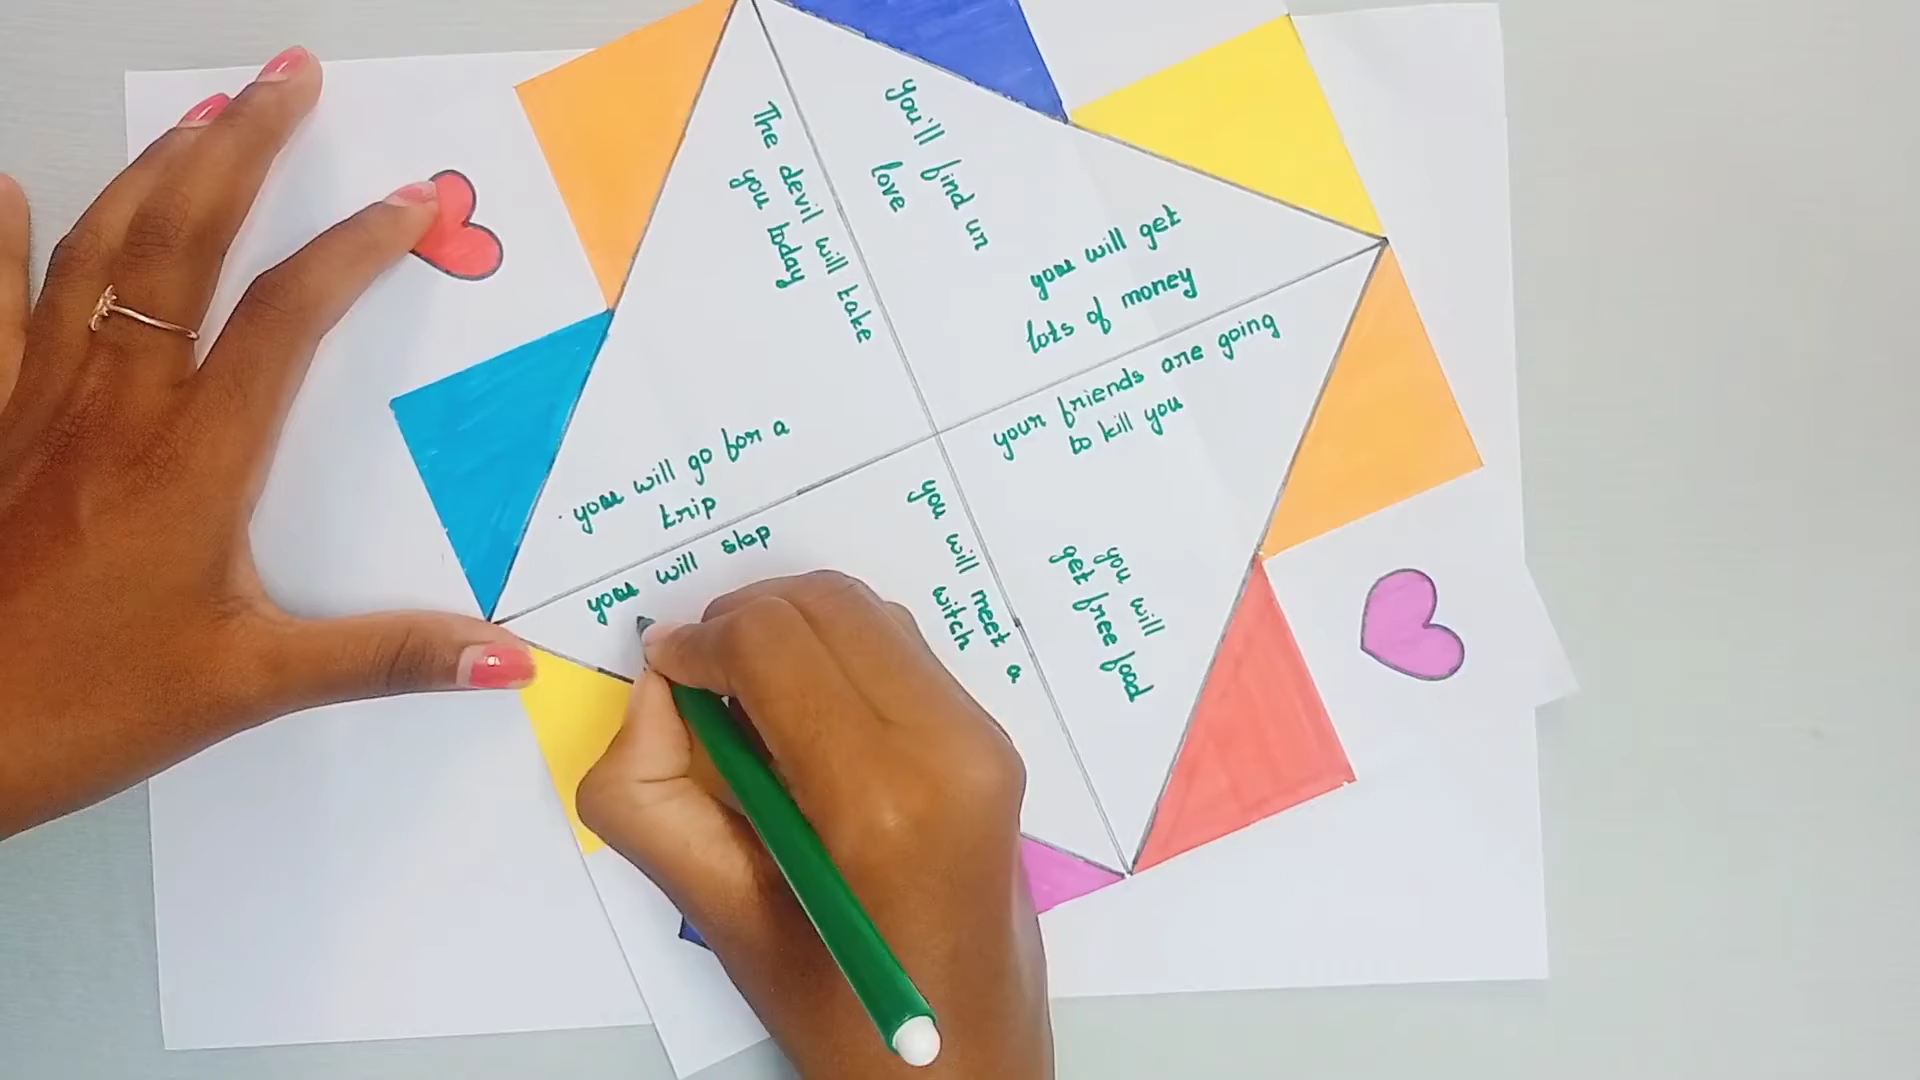 The devil will take
you today
you'll find ur
love
you will get
lots of money
your friends are going
to kill you
you will
get free food
you will meet a
witch
you will go for a
trip
you will slap